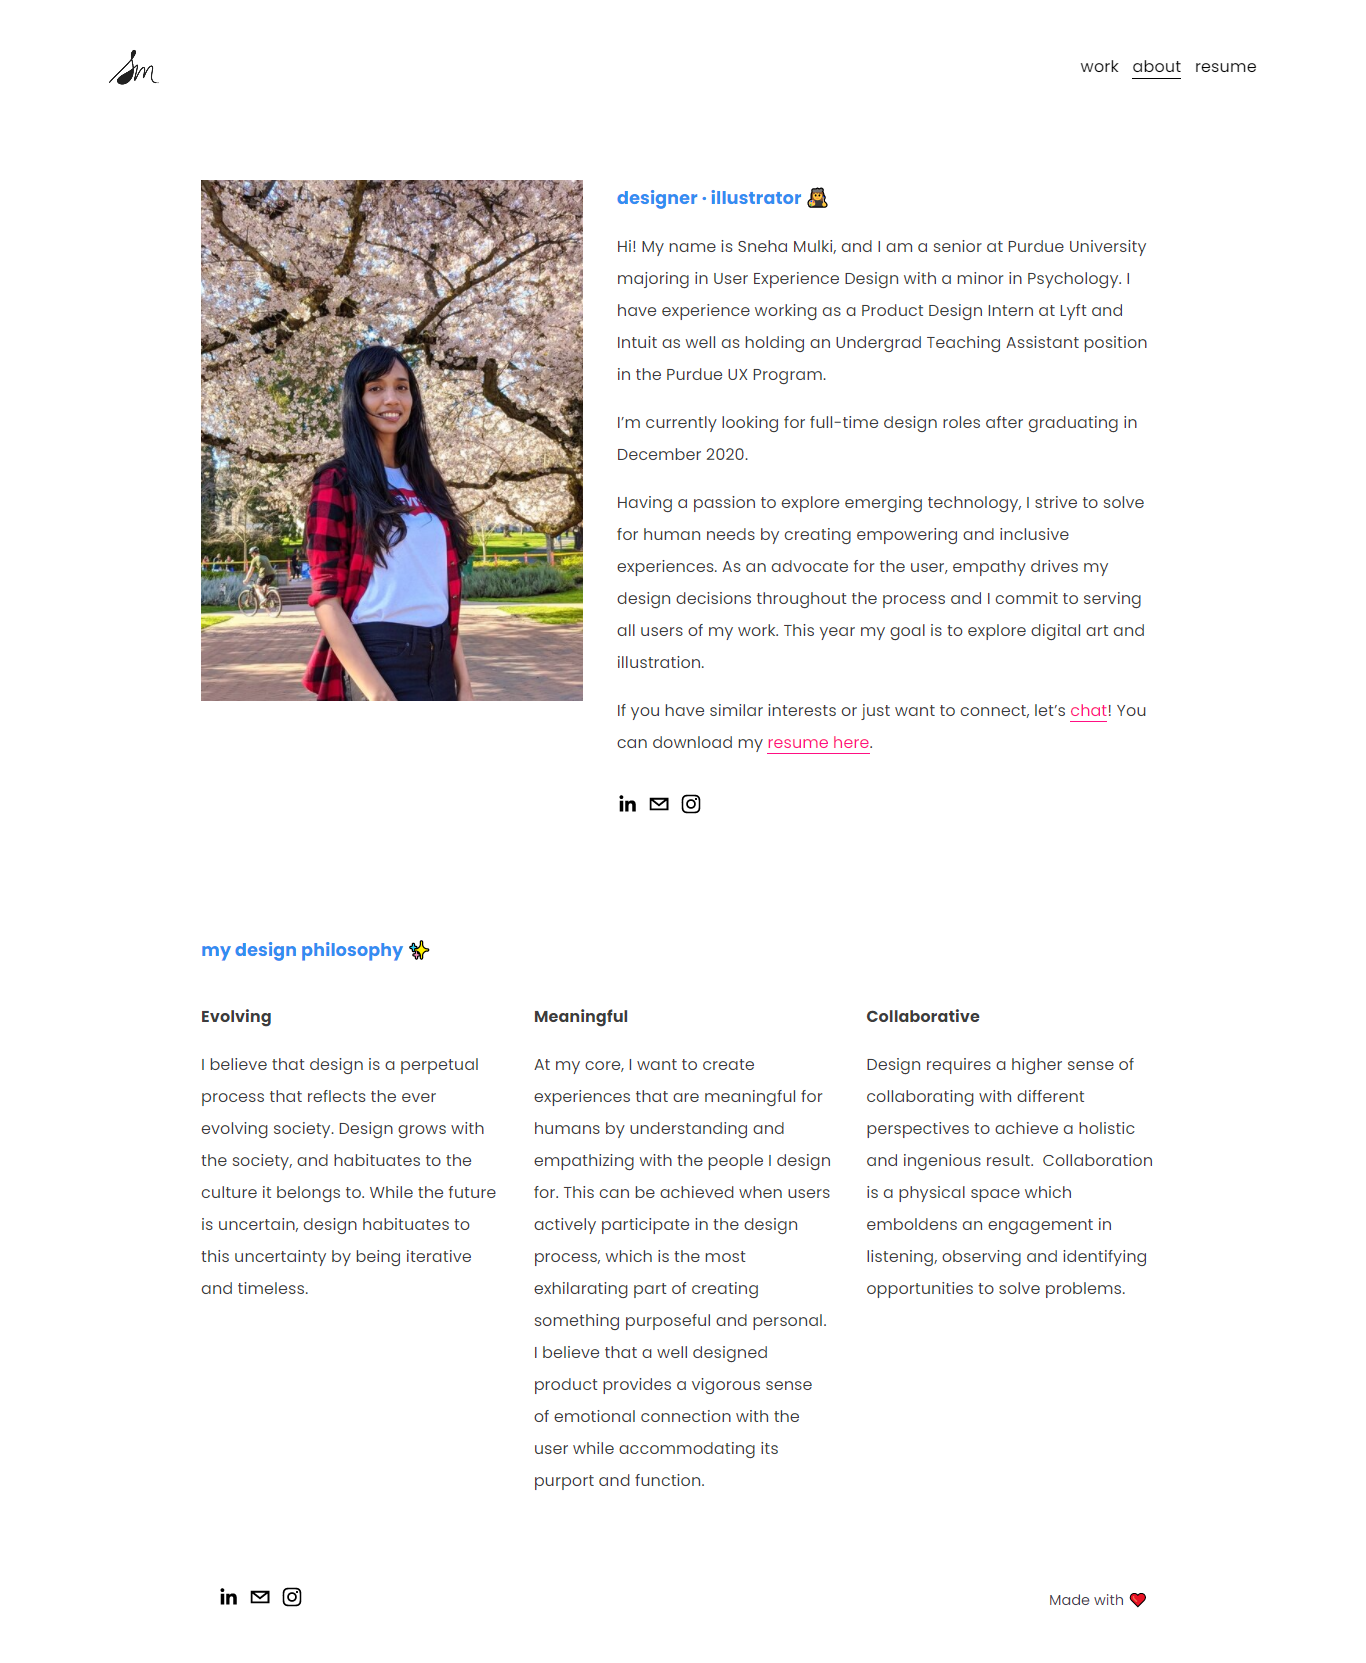 Sm
work about resume
designer · illustrator
Hi! My name is Sneha Mulki, and I am a senior at Purdue University
majoring in User Experience Design with a minor in Psychology. I
have experience working as a Product Design Intern at Lyft and
Intuit as well as holding an Undergrad Teaching Assistant position
in the Purdue UX Program.
I’m currently looking for full-time design roles after graduating in
December 2020.
Having a passion to explore emerging technology, I strive to solve
for human needs by creating empowering and inclusive
experiences. As an advocate for the user, empathy drives my
design decisions throughout the process and I commit to serving
all users of my work. This year my goal is to explore digital art and
illustration.
If you have similar interests or just want to connect, let’s chat! You
can download my resume here.
in
my design philosophy
Evolving
I believe that design is a perpetual
process that reflects the ever
evolving society. Design grows with
the society, and habituates to the
culture it belongs to. While the future
is uncertain, design habituates to
this uncertainty by being iterative
and timeless.
Meaningful
At my core, I want to create
experiences that are meaningful for
humans by understanding and
empathizing with the people I design
for. This can be achieved when users
actively participate in the design
process, which is the most
exhilarating part of creating
something purposeful and personal.
I believe that a well designed
product provides a vigorous sense
of emotional connection with the
user while accommodating its
purport and function.
Collaborative
Design requires a higher sense of
collaborating with different
perspectives to achieve a holistic
and ingenious result.  Collaboration
is a physical space which
emboldens an engagement in
listening, observing and identifying
opportunities to solve problems.
in
Made with